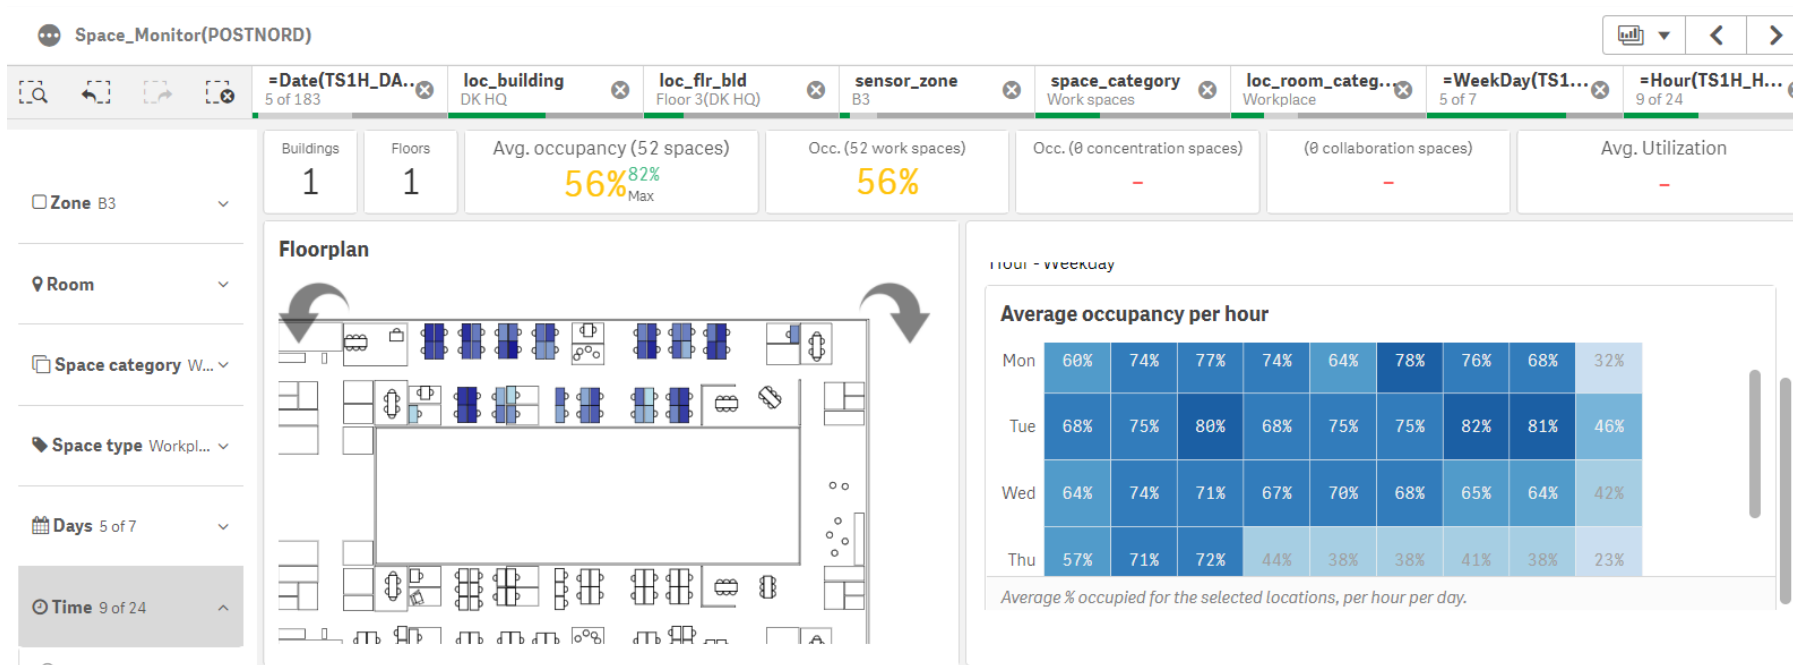 Space_Monitor(POSTNORD)
=Date(TS1H_DA...
5 of 183
loc_building
DK HQ
loc_flr_bld
Floor 3(DK HQ)
sensor_zone
B3
space_category
Work spaces
loc_room_categ...
Workplace
=WeekDay(TS1...
5 of 7
=Hour(TS1H_H...
9 of 24
Zone B3
Room
Space category W...
Space type Workpl...
Days 5 of 7
Time 9 of 24
Buildings
1
Floors
1
Avg. occupancy (52 spaces)
56% 82%
Max
Occ. (52 work spaces)
56%
Occ. (0 concentration spaces)
-
(0 collaboration spaces)
-
Avg. Utilization
-
Floorplan
Hour - Weekday
Average occupancy per hour
Mon 60% 74% 77% 74% 64% 78% 76% 68% 32%
Tue 68% 75% 80% 68% 75% 75% 82% 81% 46%
Wed 64% 74% 71% 67% 70% 68% 65% 64% 42%
Thu 57% 71% 72% 44% 38% 38% 41% 38% 23%
Average % occupied for the selected locations, per hour per day.